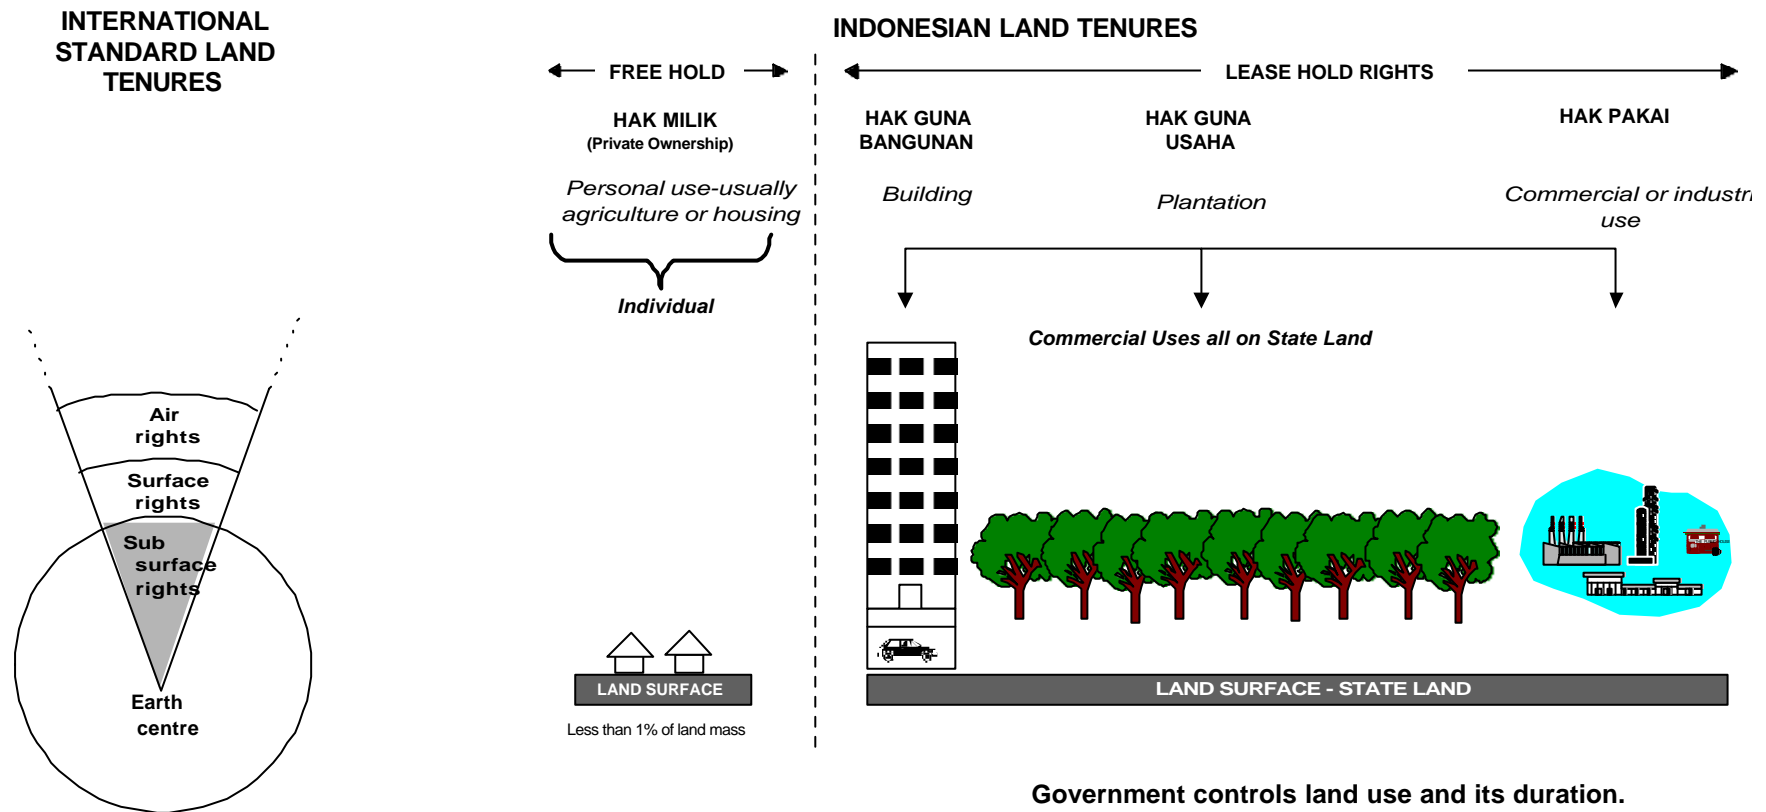 INTERNATIONAL
STANDARD LAND
TENURES
INDONESIAN LAND TENURES
FREE HOLD
LEASE HOLD RIGHTS
HAK MILIK
(Private Ownership)
HAK GUNA
BANGUNAN
HAK GUNA
USAHA
HAK PAKAI
Personal use-usually
agriculture or housing
Building
Plantation
Commercial or industri
use
Individual
Commercial Uses all on State Land
Air
rights
Surface
rights
Sub
surface
rights
Earth
centre
LAND SURFACE
Less than 1% of land mass
LAND SURFACE - STATE LAND
Government controls land use and its duration.